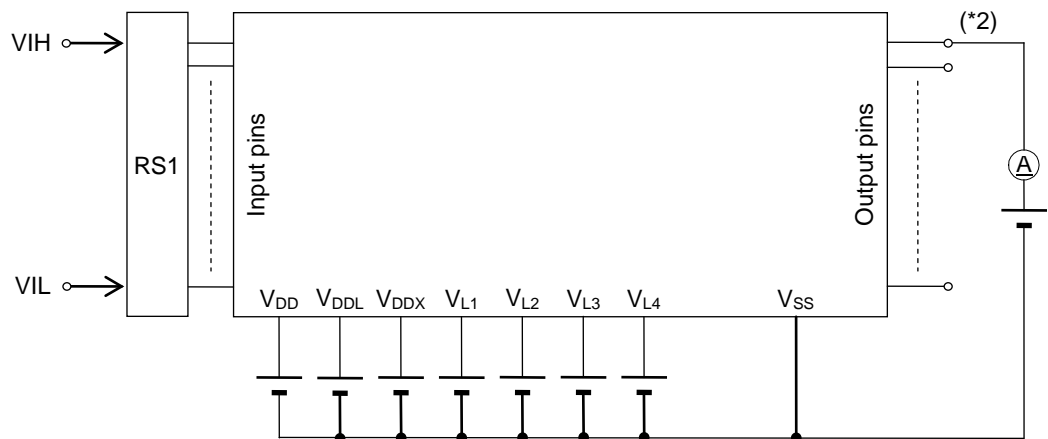 VIH
(*2)
RS1
Input pins
Output pins
A
VIL
VDD
VDDL
VDDX
VL1
VL2
VL3
VL4
VSS